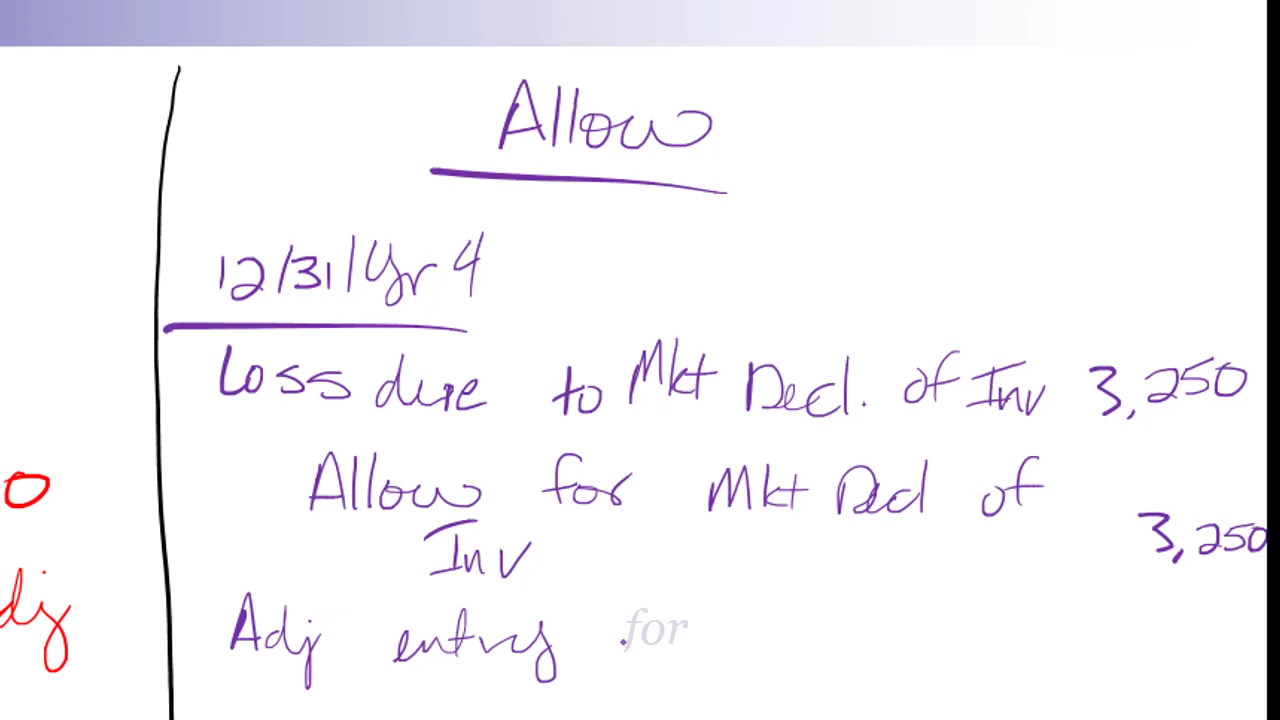 Allow
12/31/Yr 4
Loss due to Mkt Decl. of Inv 3,250
Allow for Mkt Decl of
Inv 3,250
o
Adj entry for
dj